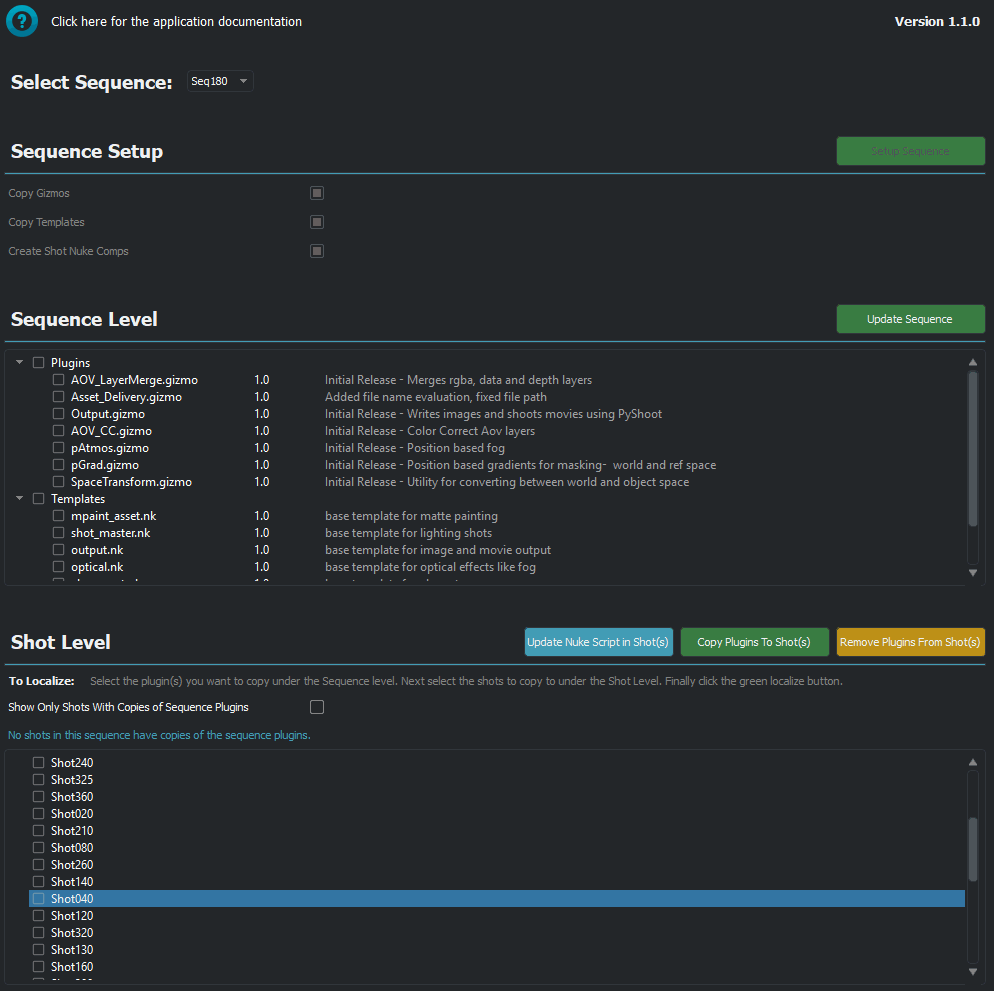 Click here for the application documentation
Version 1.1.0
Select Sequence: Seq180
Sequence Setup
Setup Sequence
Copy Gizmos
Copy Templates
Create Shot Nuke Comps
Sequence Level
Update Sequence
Plugins
AOV_LayerMerge.gizmo 1.0 Initial Release - Merges rgba, data and depth layers
Asset_Delivery.gizmo 1.0 Added file name evaluation, fixed file path
Output.gizmo 1.0 Initial Release - Writes images and shoots movies using PyShoot
AOV_CC.gizmo 1.0 Initial Release - Color Correct Aov layers
pAtmos.gizmo 1.0 Initial Release - Position based fog
pGrad.gizmo 1.0 Initial Release - Position based gradients for masking- world and ref space
SpaceTransform.gizmo 1.0 Initial Release - Utility for converting between world and object space
Templates
mpaint_asset.nk 1.0 base template for matte painting
shot_master.nk 1.0 base template for lighting shots
output.nk 1.0 base template for image and movie output
optical.nk 1.0 base template for optical effects like fog
Shot Level
Update Nuke Script in Shot(s) Copy Plugins To Shot(s) Remove Plugins From Shot(s)
To Localize: Select the plugin(s) you want to copy under the Sequence level. Next select the shots to copy to under the Shot Level. Finally click the green localize button.
Show Only Shots With Copies of Sequence Plugins
No shots in this sequence have copies of the sequence plugins.
Shot240
Shot325
Shot360
Shot020
Shot210
Shot080
Shot260
Shot140
Shot040
Shot120
Shot320
Shot130
Shot160